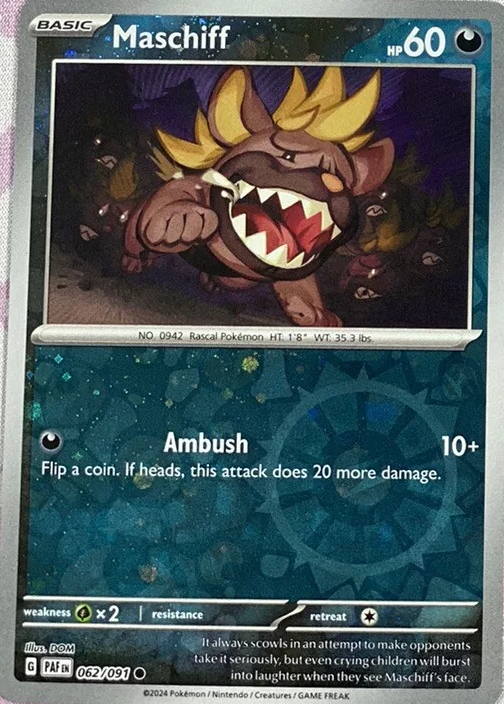 BASIC
Maschiff
HP 60
NO. 0942 Rascal Pokémon HT: 1'8" WT: 35.3 lbs.
Ambush 10+
Flip a coin. If heads, this attack does 20 more damage.
weakness ×2 resistance retreat
Illus. DOM
G PAF EN 062/091
It always scowls in an attempt to make opponents
take it seriously, but even crying children will burst
into laughter when they see Maschiff's face.
©2024 Pokémon / Nintendo / Creatures / GAME FREAK